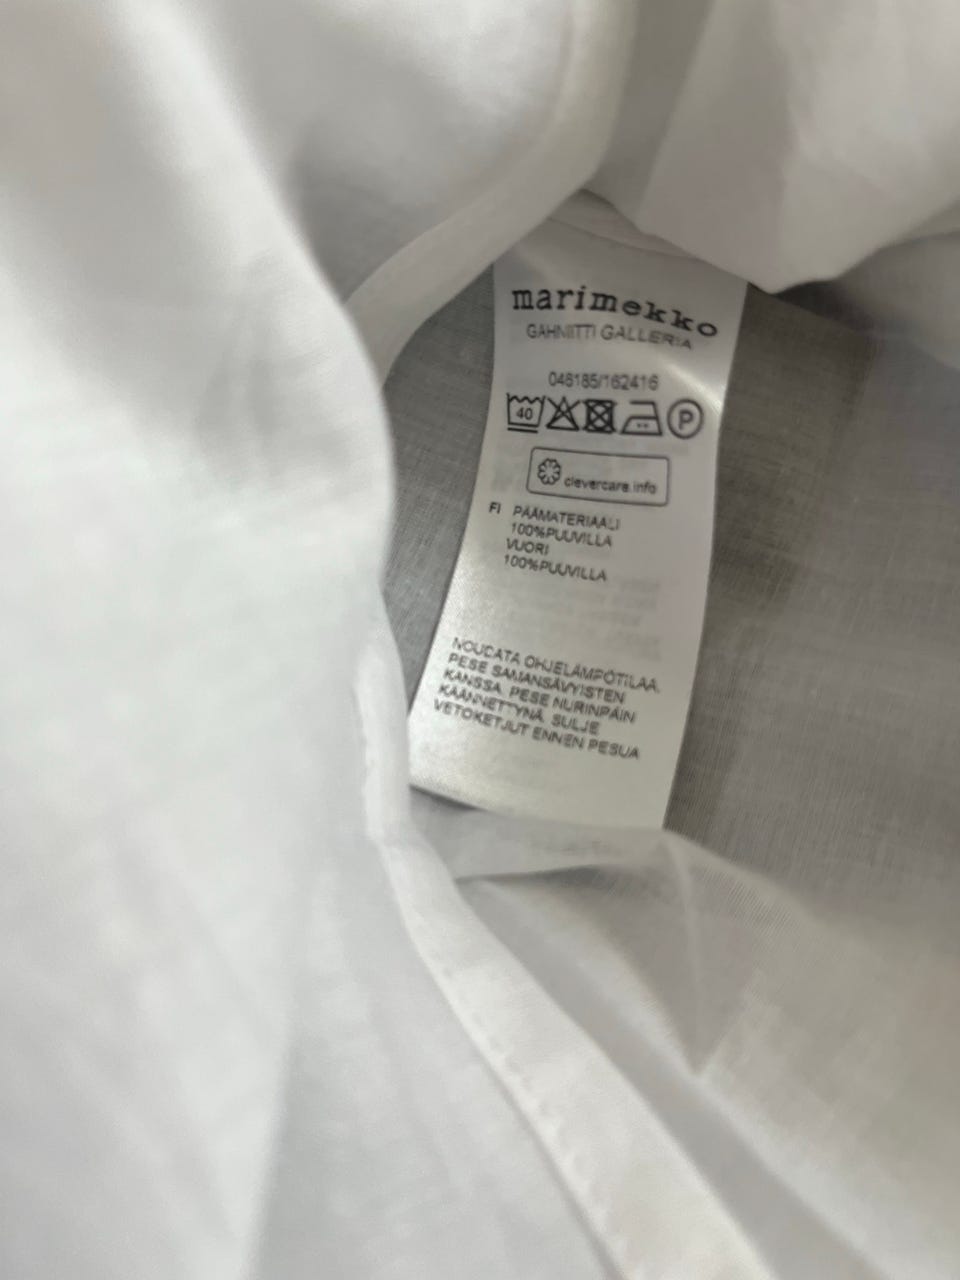 marimekko
GAHNIITTI GALLERIA
048185/162416
40
P
clevercare.info
FI PÄÄMATERIAALI
100%PUUVILLA
VUORI
100%PUUVILLA
NOUDATA OHJELÄMPÖTILAA.
PESE SAMANSÄVYISTEN
KANSSA. PESE NURINPÄIN
KÄÄNNETTYNÄ. SULJE
VETOKETJUT ENNEN PESUA